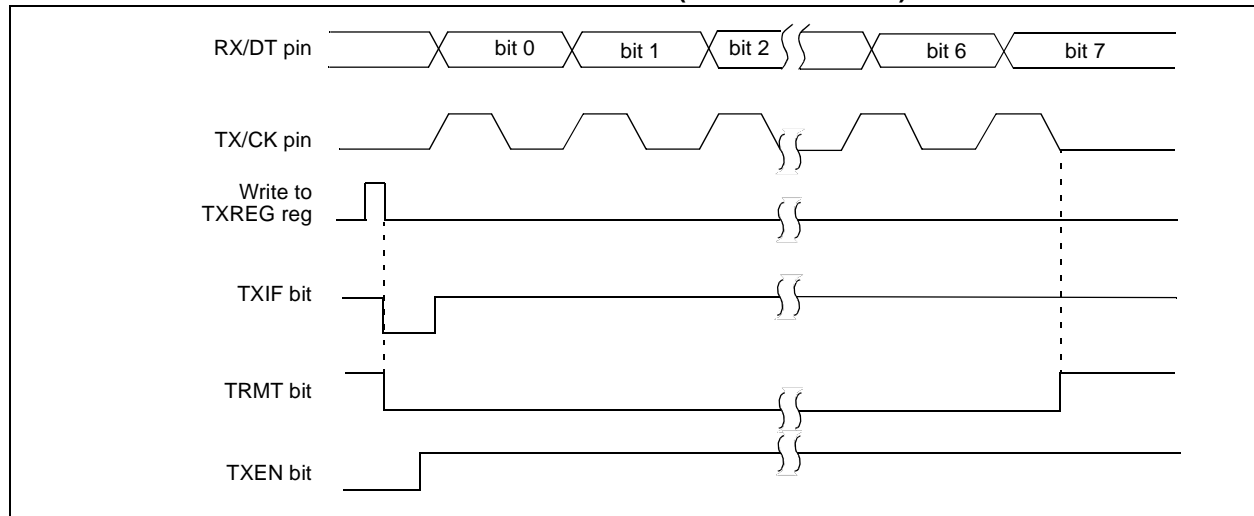 RX/DT pin
bit 0
bit 1
bit 2
bit 6
bit 7
TX/CK pin
Write to
TXREG reg
TXIF bit
TRMT bit
TXEN bit